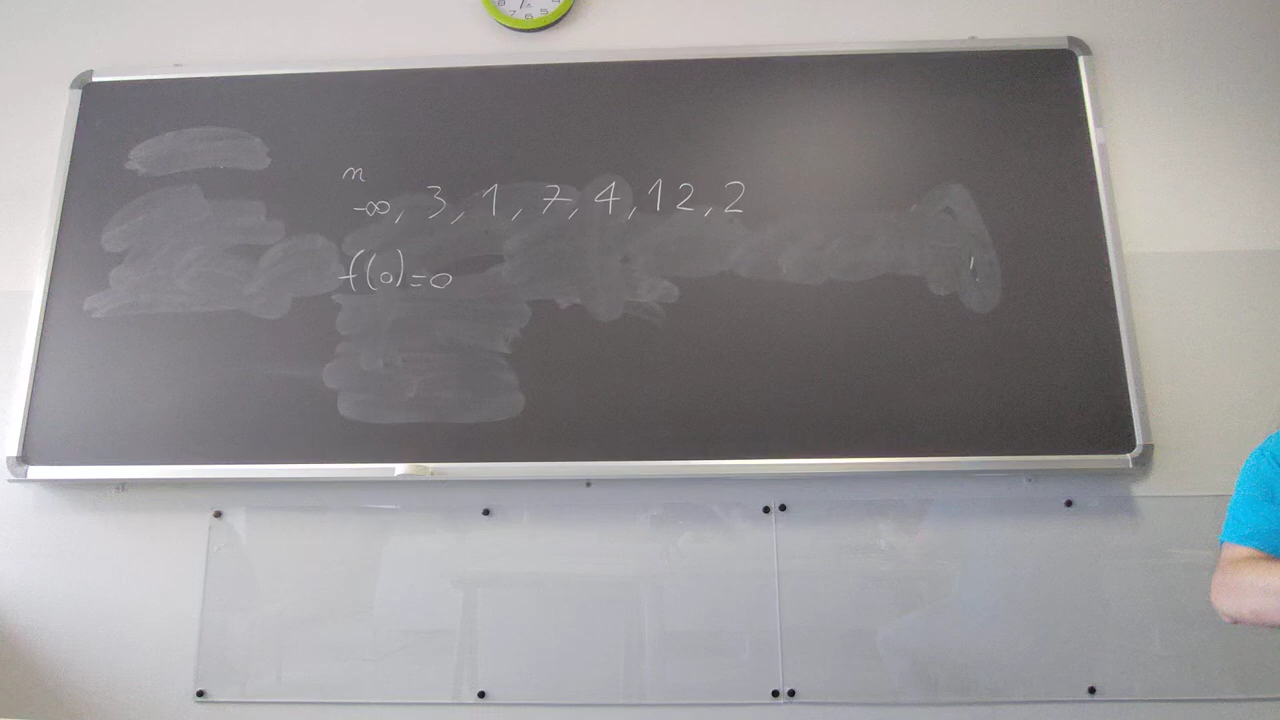 n
-∞, 3, 1, 7, 4, 12, 2
f(0)=0